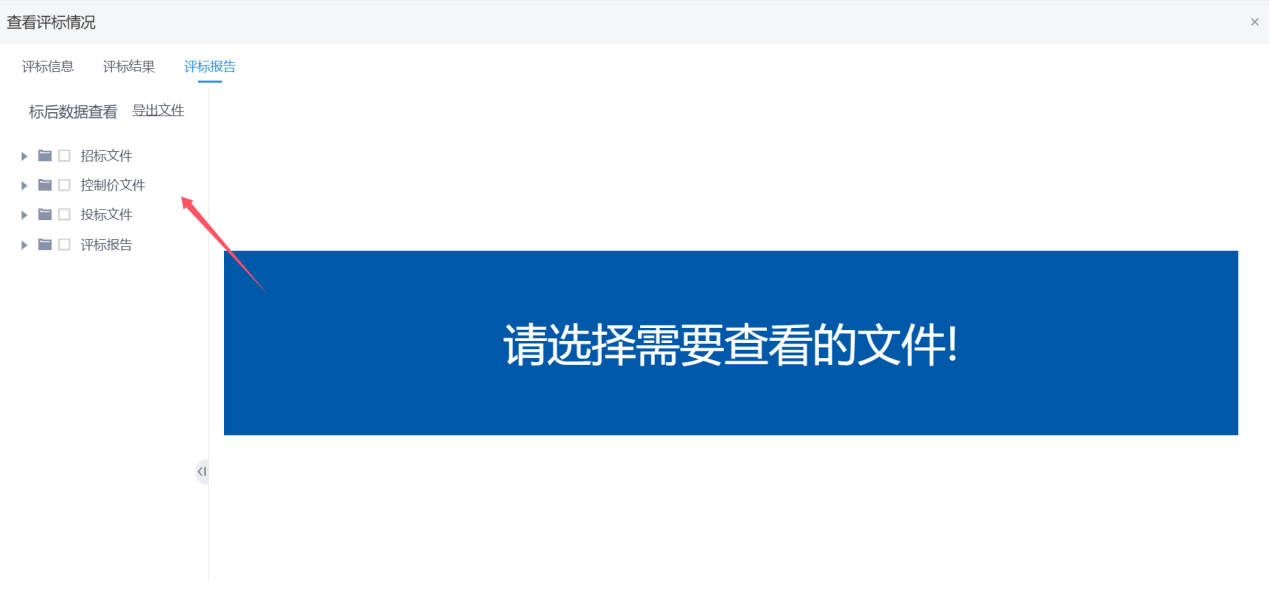 查看评标情况
评标信息 评标结果 评标报告
标后数据查看 导出文件
招标文件
控制价文件
投标文件
评标报告
请选择需要查看的文件!